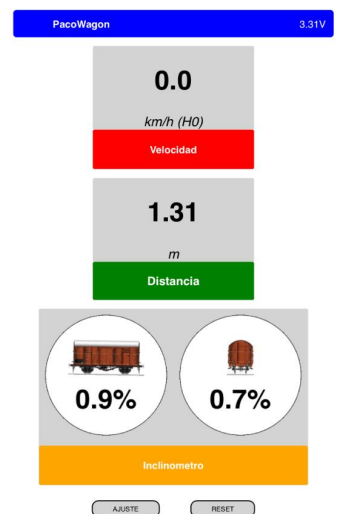 PacoWagon 3.31V
0.0
km/h (H0)
Velocidad
1.31
m
Distancia
0.9% 0.7%
Inclinometro
AJUSTE RESET